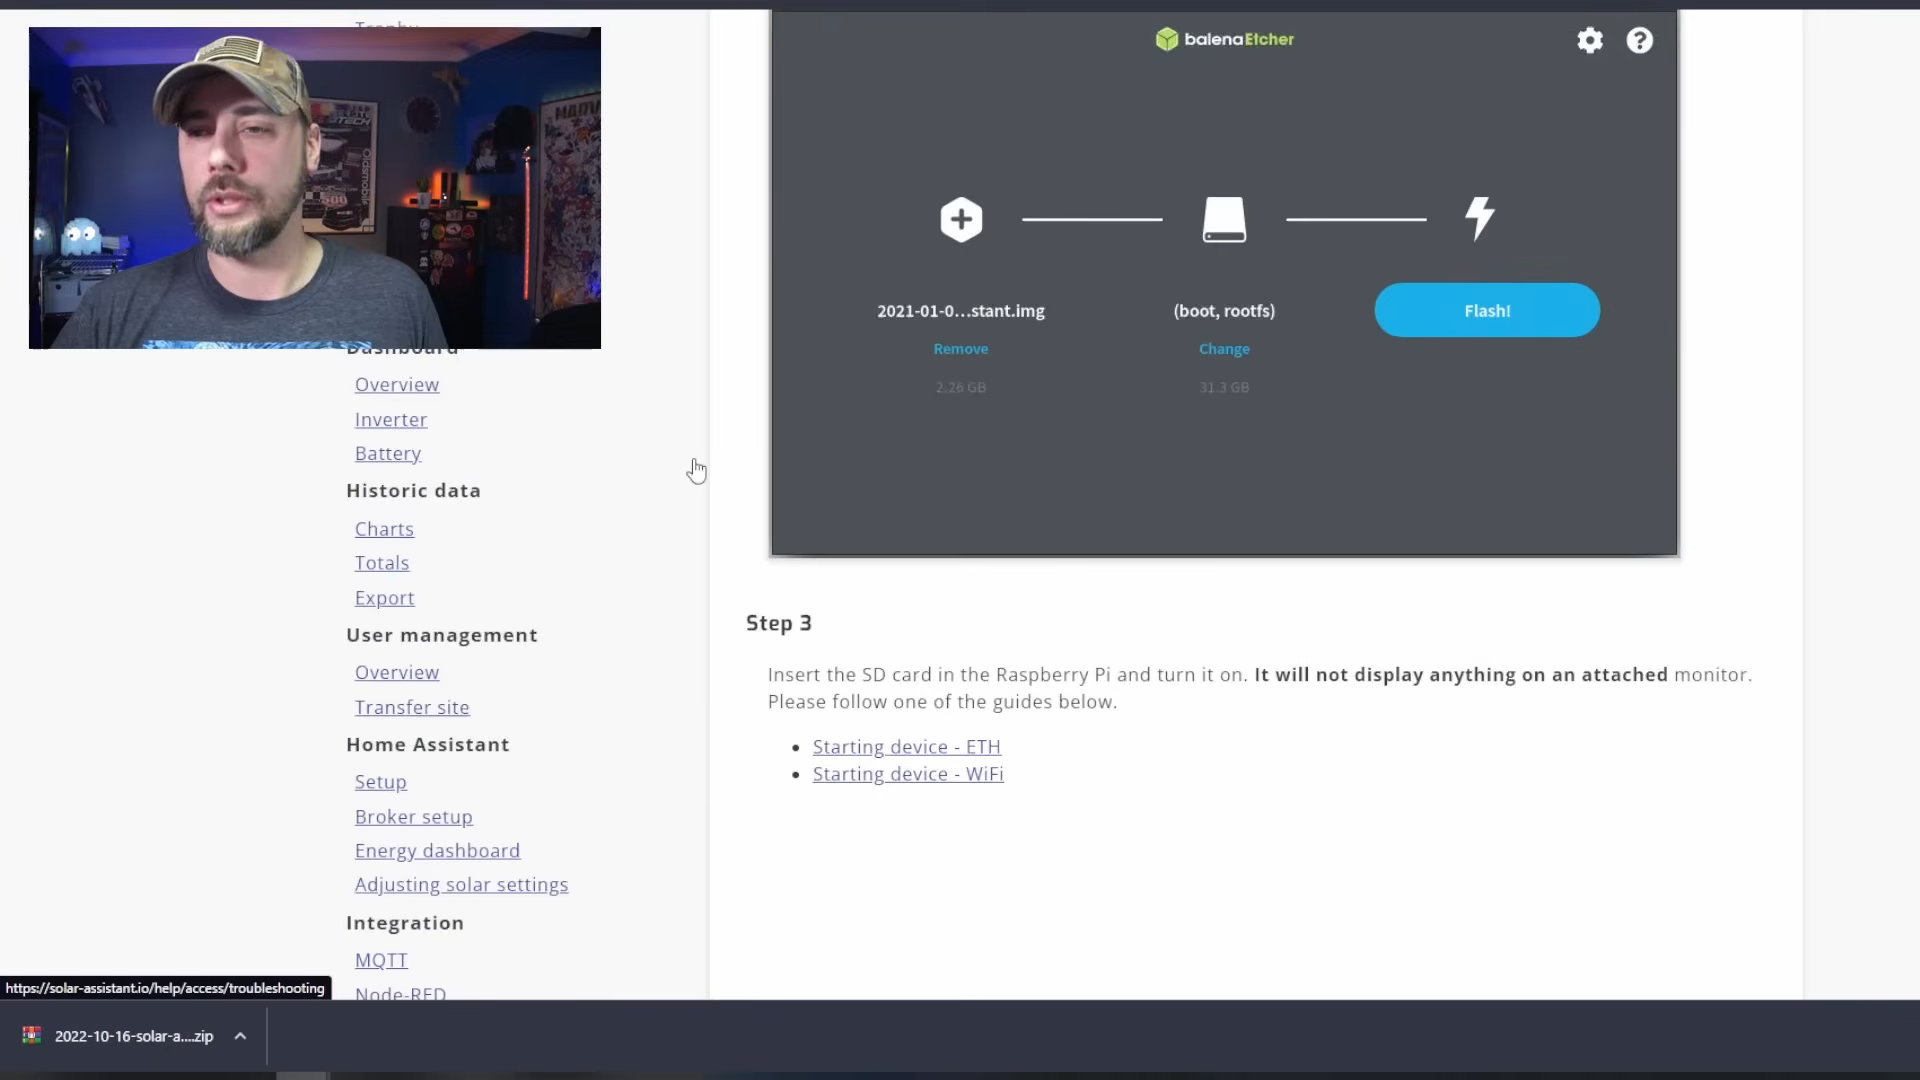 Trophy
balenaEtcher
2021-01-0...stant.img
(boot, rootfs)
Flash!
Remove
Change
2.26 GB
31.3 GB
Dashboard
Overview
Inverter
Battery
Historic data
Charts
Totals
Export
User management
Overview
Transfer site
Home Assistant
Setup
Broker setup
Energy dashboard
Adjusting solar settings
Integration
MQTT
Node-RED
Step 3
Insert the SD card in the Raspberry Pi and turn it on. It will not display anything on an attached monitor.
Please follow one of the guides below.
Starting device - ETH
Starting device - WiFi
https://solar-assistant.io/help/access/troubleshooting
2022-10-16-solar-a....zip
Oldsmobile
500